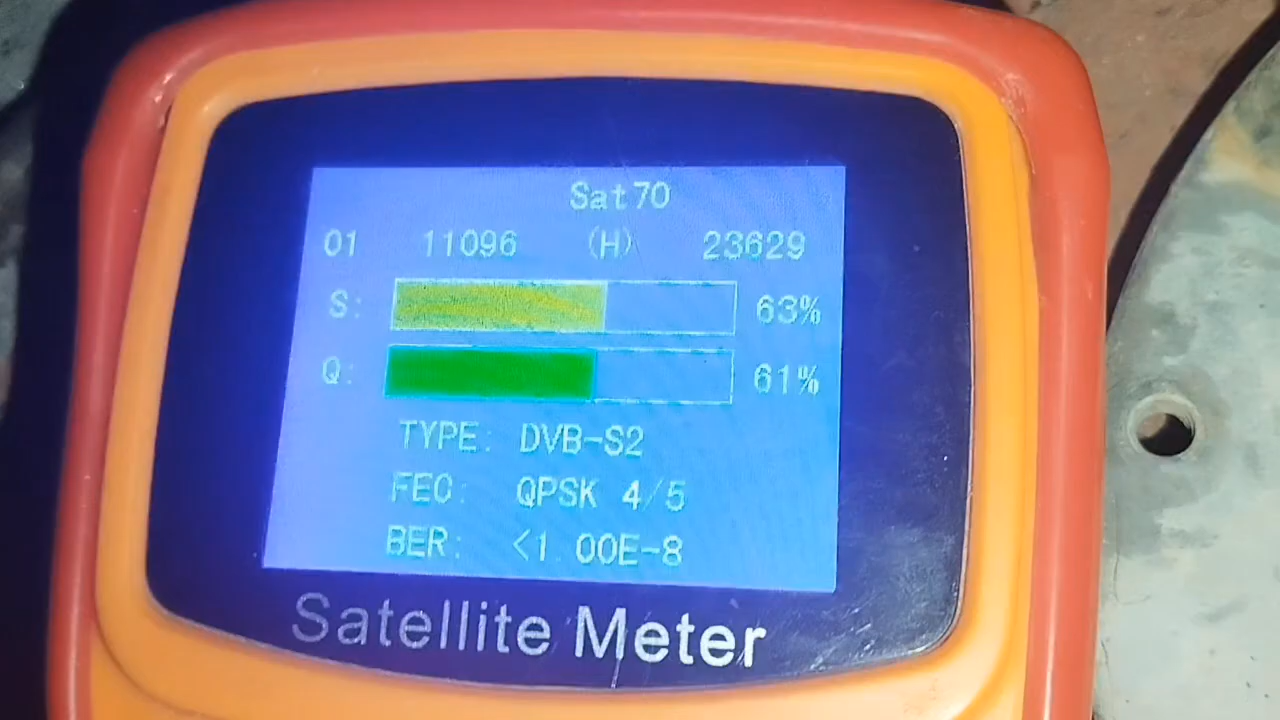 Sat70
01 11096 (H) 23629
S: 63%
Q: 61%
TYPE: DVB-S2
FEC: QPSK 4/5
BER: <1.00E-8
Satellite Meter